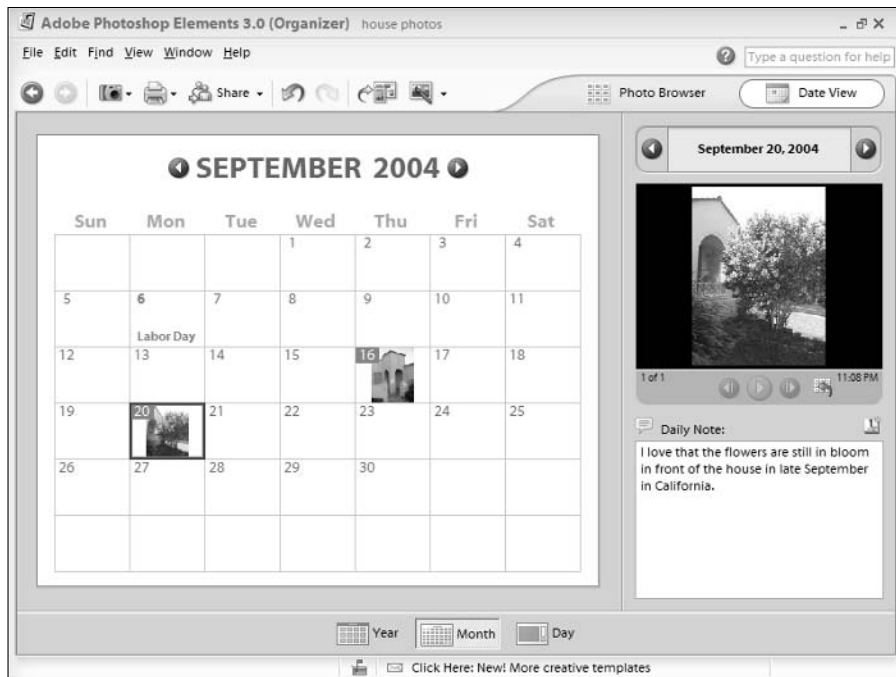 Adobe Photoshop Elements 3.0 (Organizer) house photos
File Edit Find View Window Help
Type a question for help
Share
Photo Browser
Date View
SEPTEMBER 2004
Sun Mon Tue Wed Thu Fri Sat
1 2 3 4
5 6 7 8 9 10 11
Labor Day
12 13 14 15 16 17 18
19 20 21 22 23 24 25
26 27 28 29 30
September 20, 2004
1 of 1
11:08 PM
Daily Note:
I love that the flowers are still in bloom
in front of the house in late September
in California.
Year Month Day
Click Here: New! More creative templates